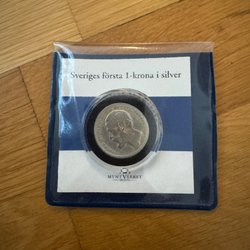 Sveriges första 1-krona i silver
MYNTVERKET